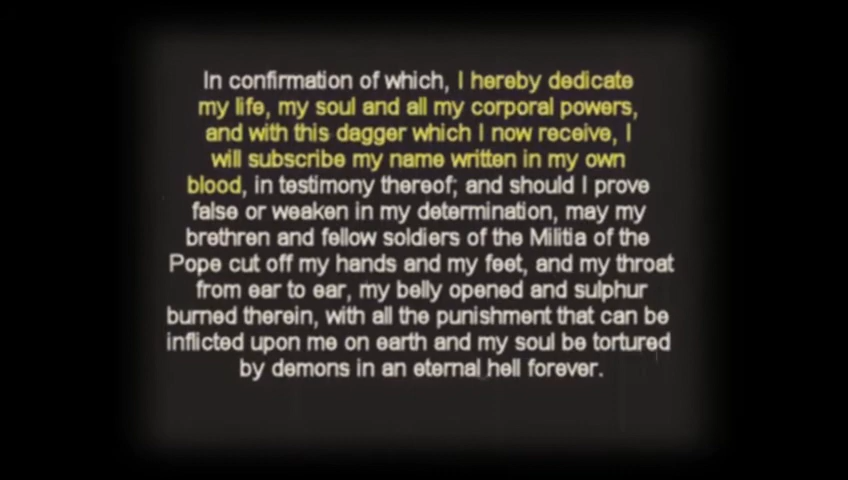 In confirmation of which, I hereby dedicate
my life, my soul and all my corporal powers,
and with this dagger which I now receive, I
will subscribe my name written in my own
blood, in testimony thereof; and should I prove
false or weaken in my determination, may my
brethren and fellow soldiers of the Militia of the
Pope cut off my hands and my feet, and my throat
from ear to ear, my belly opened and sulphur
burned therein, with all the punishment that can be
inflicted upon me on earth and my soul be tortured
by demons in an eternal hell forever.